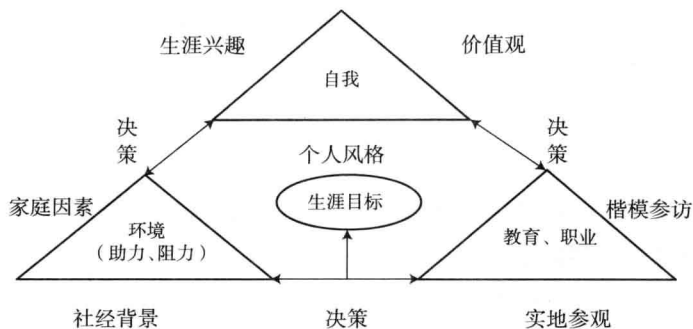 生涯兴趣
价值观
自我
决
策
决
策
个人风格
家庭因素
生涯目标
楷模参访
环境
（助力、阻力）
教育、职业
社经背景
决策
实地参观